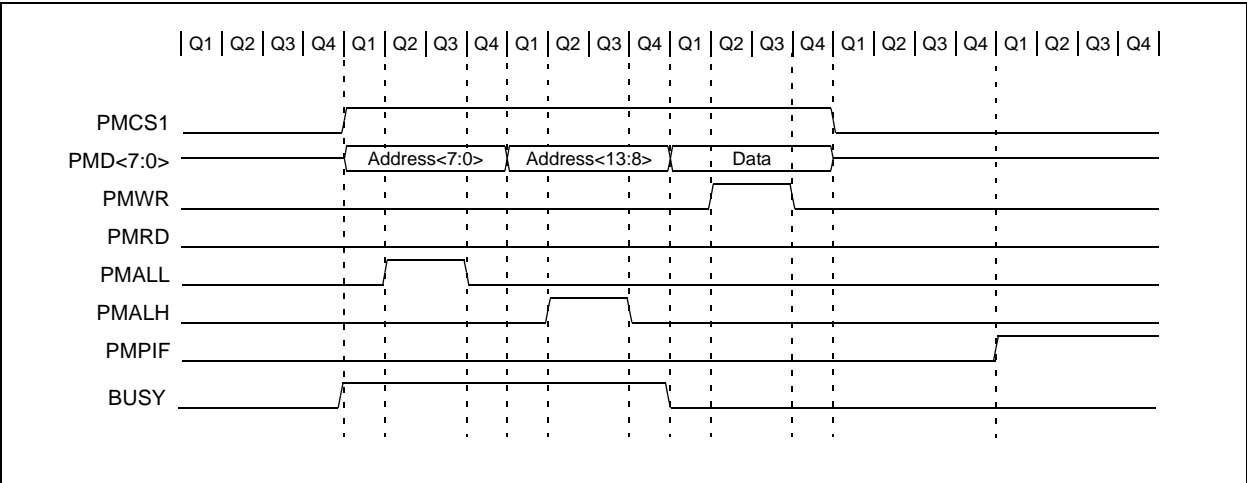 Q1 Q2 Q3 Q4 Q1 Q2 Q3 Q4 Q1 Q2 Q3 Q4 Q1 Q2 Q3 Q4 Q1 Q2 Q3 Q4 Q1 Q2 Q3 Q4
PMCS1
PMD<7:0> Address<7:0> Address<13:8> Data
PMWR
PMRD
PMALL
PMALH
PMPIF
BUSY